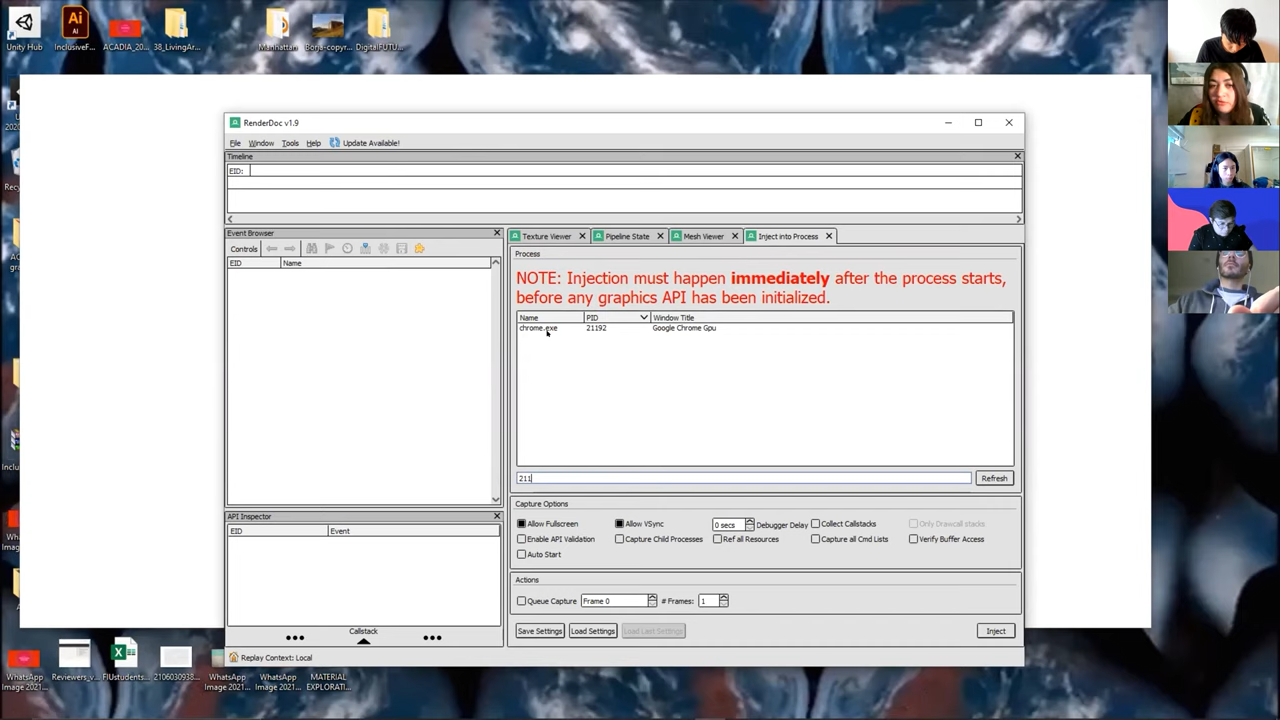 Unity Hub
InclusiveF...
ACADIA_20...
38_LivingAr...
Manhattan
Borja-copyr...
DigitalFUTU...
RenderDoc v1.9
File Window Tools Help Update Available!
Timeline
EID:
Event Browser
Controls
EID Name
API Inspector
EID Event
Callstack
Replay Context: Local
Texture Viewer Pipeline State Mesh Viewer Inject into Process
Process
NOTE: Injection must happen immediately after the process starts,
before any graphics API has been initialized.
Name PID Window Title
chrome.exe 21192 Google Chrome Gpu
211 Refresh
Capture Options
Allow Fullscreen Allow VSync 0 secs Debugger Delay Collect Callstacks Only Drawcall stacks
Enable API Validation Capture Child Processes Ref all Resources Capture all Cmd Lists Verify Buffer Access
Auto Start
Actions
Queue Capture Frame 0 # Frames: 1
Save Settings Load Settings Load Last Settings Inject
WhatsApp
Image 2021...
Reviewers_v...
FIUstudents...
2106030938...
WhatsApp
Image 2021...
WhatsApp
Image 2021...
MATERIAL
EXPLORATI...